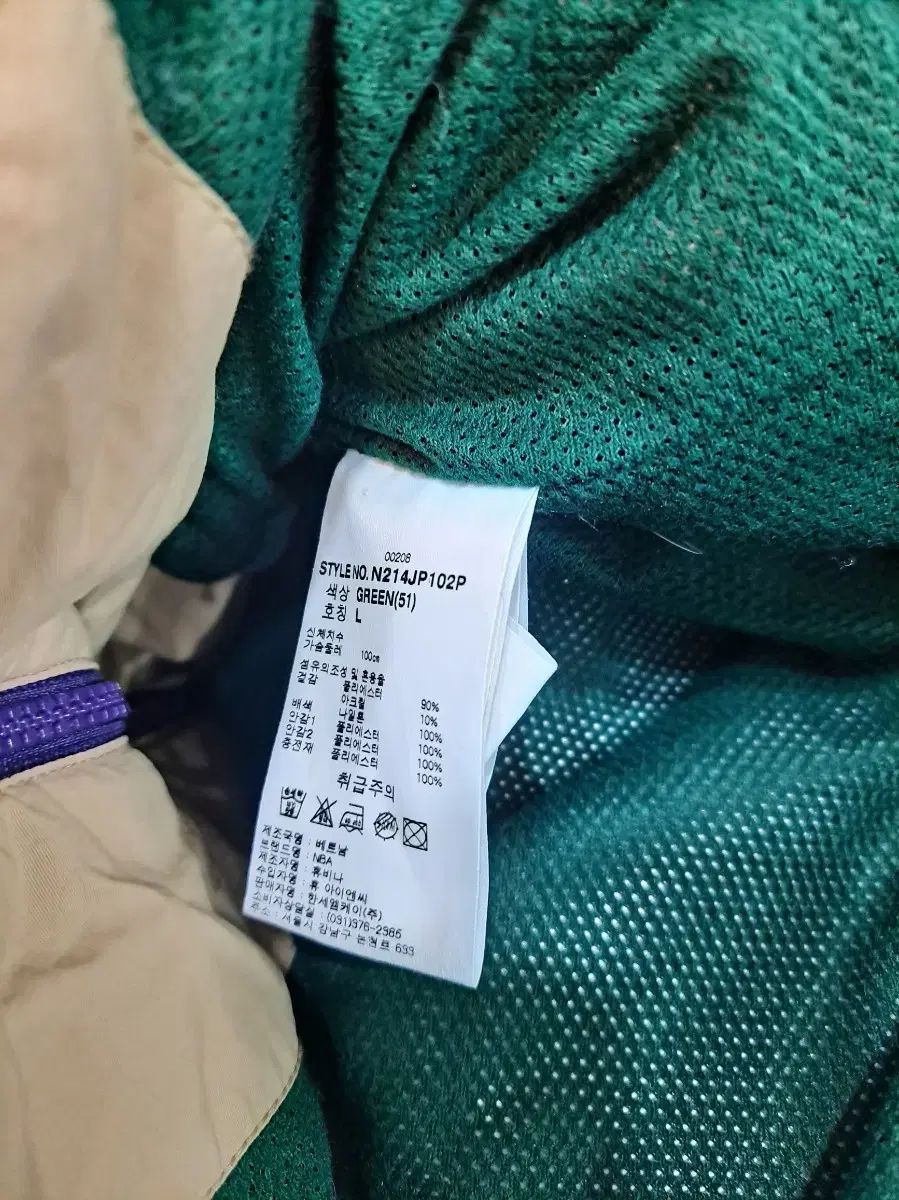 00208
STYLE NO. N214JP102P
색상 GREEN(51)
호칭 L
신체치수
가슴둘레 100cm
섬유의조성 및 혼용율
겉감 폴리에스터 90%
아크릴 10%
배색 나일론 100%
안감1 폴리에스터 100%
안감2 폴리에스터 100%
충전재 폴리에스터 100%
취급주의
제조국명 : 베트남
브랜드명 : NBA
제조자명 : 휴비나
수입자명 : 휴 아이엔씨
판매자명 : 한세엠케이(주)
소비자상담실 : (031)376-2365
주소 : 서울시 강남구 논현로 633